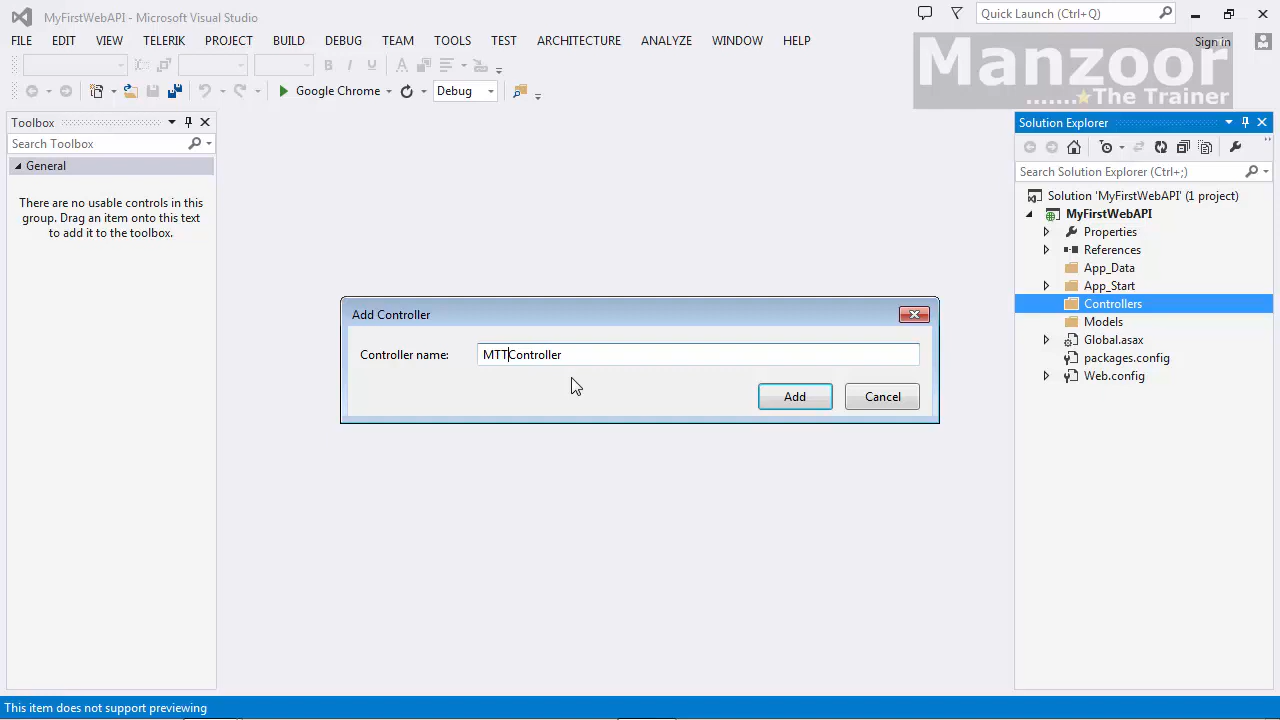 MyFirstWebAPI - Microsoft Visual Studio
Quick Launch (Ctrl+Q)
FILE EDIT VIEW TELERIK PROJECT BUILD DEBUG TEAM TOOLS TEST ARCHITECTURE ANALYZE WINDOW HELP
Sign in
Manzoor
.......The Trainer
B I U
Google Chrome
Debug
Toolbox
Search Toolbox
General
There are no usable controls in this
group. Drag an item onto this text
to add it to the toolbox.
Add Controller
Controller name: MTTController
Add Cancel
Solution Explorer
Search Solution Explorer (Ctrl+;)
Solution 'MyFirstWebAPI' (1 project)
MyFirstWebAPI
Properties
References
App_Data
App_Start
Controllers
Models
Global.asax
packages.config
Web.config
This item does not support previewing